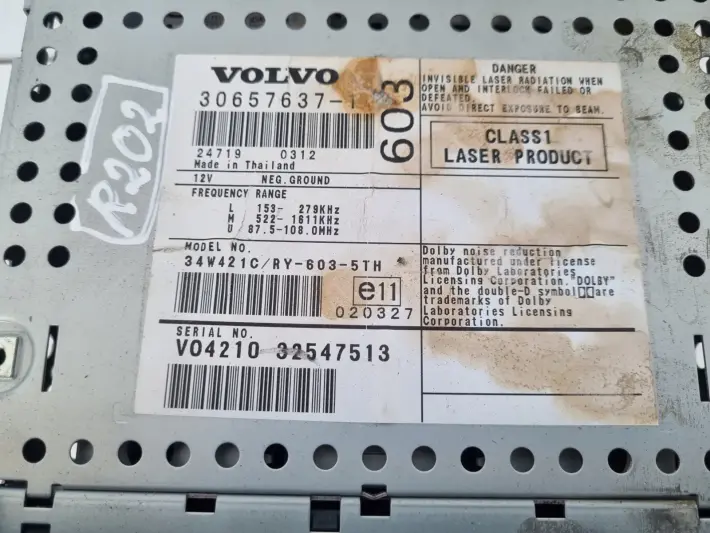 R202
VOLVO
30657637-1
603
24719 0312
Made in Thailand
12V NEG.GROUND
FREQUENCY RANGE
L 153- 279KHz
M 522-1611KHz
U 87.5-108.0MHz
MODEL NO.
34W421C/RY-603-5TH
e11
020327
SERIAL NO.
VO4210 32547513
DANGER
INVISIBLE LASER RADIATION WHEN
OPEN AND INTERLOCK FAILED OR
DEFEATED.
AVOID DIRECT EXPOSURE TO BEAM.
CLASS1
LASER PRODUCT
Dolby noise reduction
manufactured under license
from Dolby Laboratories
Licensing Corporation. "DOLBY"
and the double-D symbol are
trademarks of Dolby
Laboratories Licensing
Corporation.